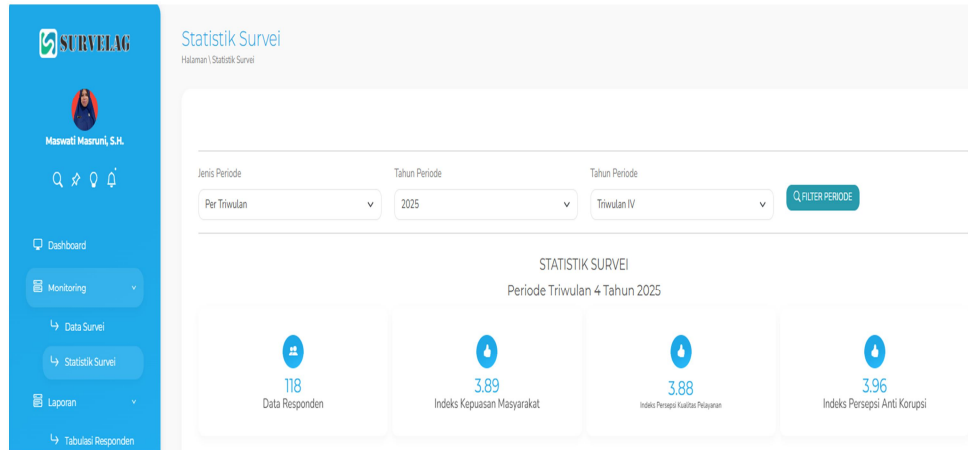 SURVELAG
Maswati Masruni, S.H.
Dashboard
Monitoring
Data Survei
Statistik Survei
Laporan
Tabulasi Responden
Statistik Survei
Halaman \ Statistik Survei
Jenis Periode
Tahun Periode
Tahun Periode
Per Triwulan
2025
Triwulan IV
FILTER PERIODE
STATISTIK SURVEI
Periode Triwulan 4 Tahun 2025
118
Data Responden
3.89
Indeks Kepuasan Masyarakat
3.88
Indeks Persepsi Kualitas Pelayanan
3.96
Indeks Persepsi Anti Korupsi